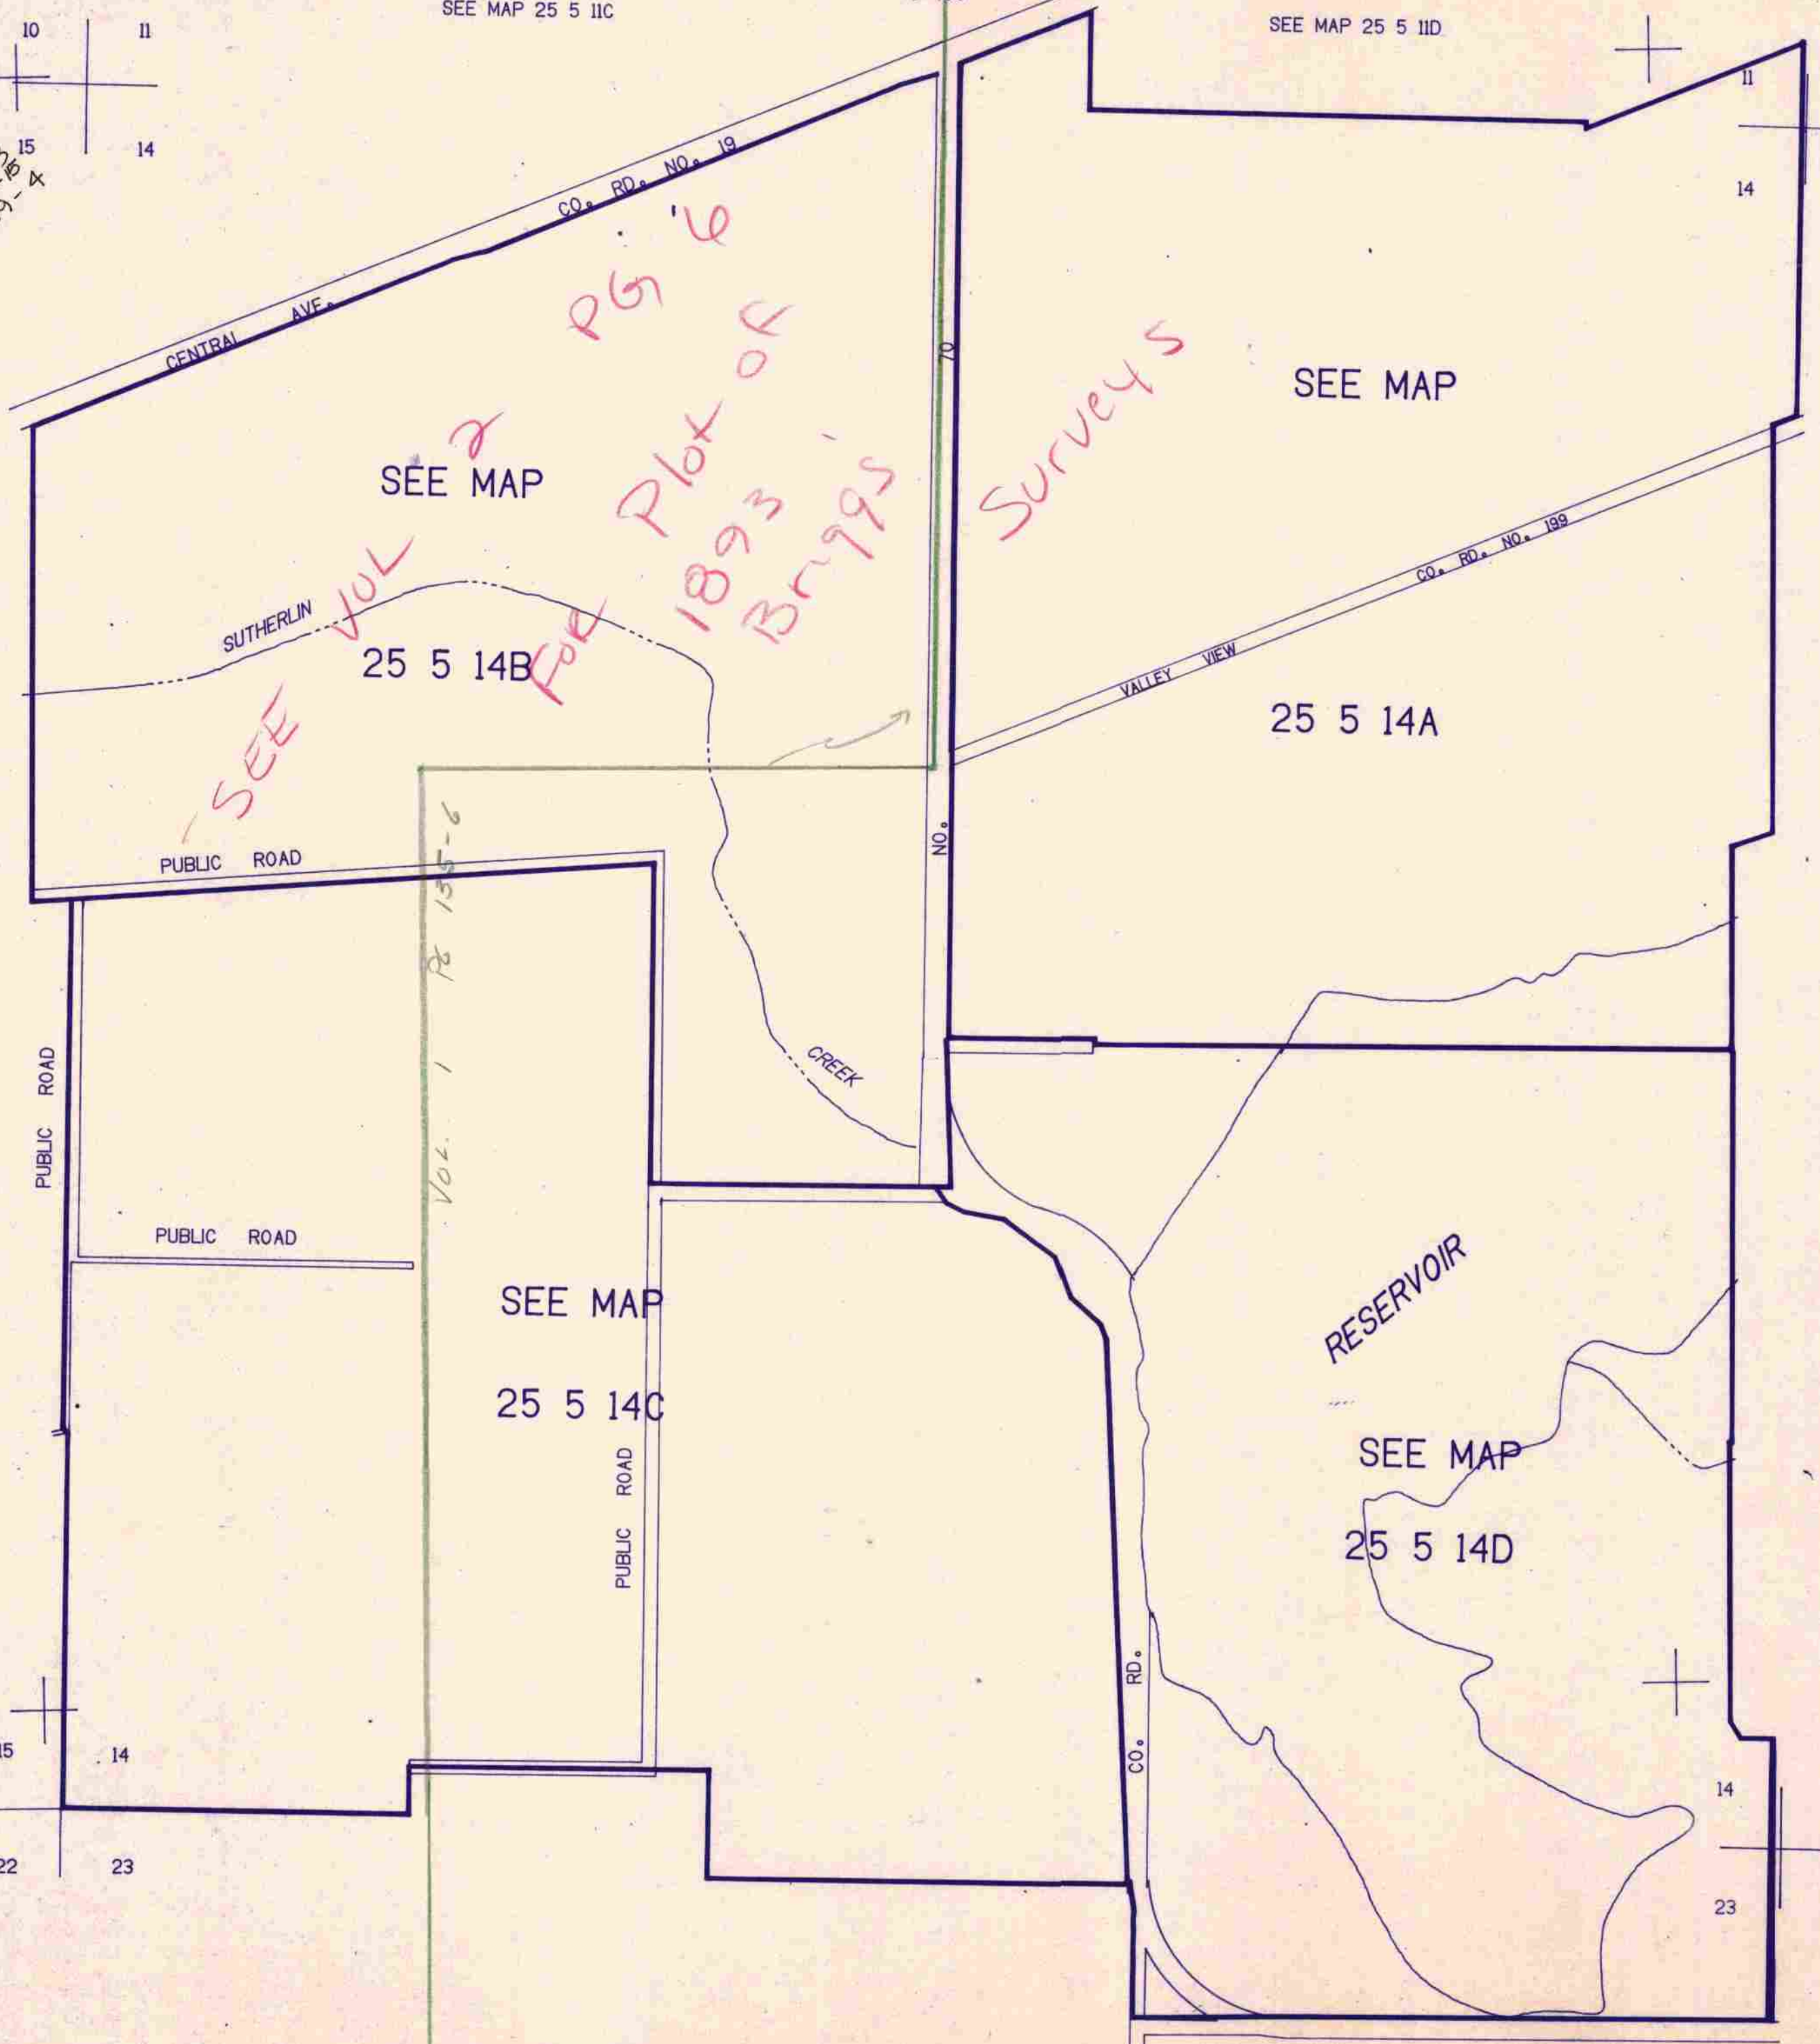 SEE MAP 25 5 11C
SEE MAP 25 5 11D
10 11
15 14
11
14
CENTRAL AVE.
CO. RD. NO. 19
SEE VOL 2 PG '6
FOR Plot of
1893
Briggs
Surveys
SEE MAP
25 5 14B
SUTHERLIN
CREEK
70
NO.
SEE MAP
25 5 14A
VALLEY VIEW
CO. RD. NO. 199
PUBLIC ROAD
PUBLIC ROAD
PUBLIC ROAD
VOL. 1 PG 135-6
SEE MAP
25 5 14C
PUBLIC ROAD
RESERVOIR
SEE MAP
25 5 14D
CO. RD.
15 14
22 23
14
23